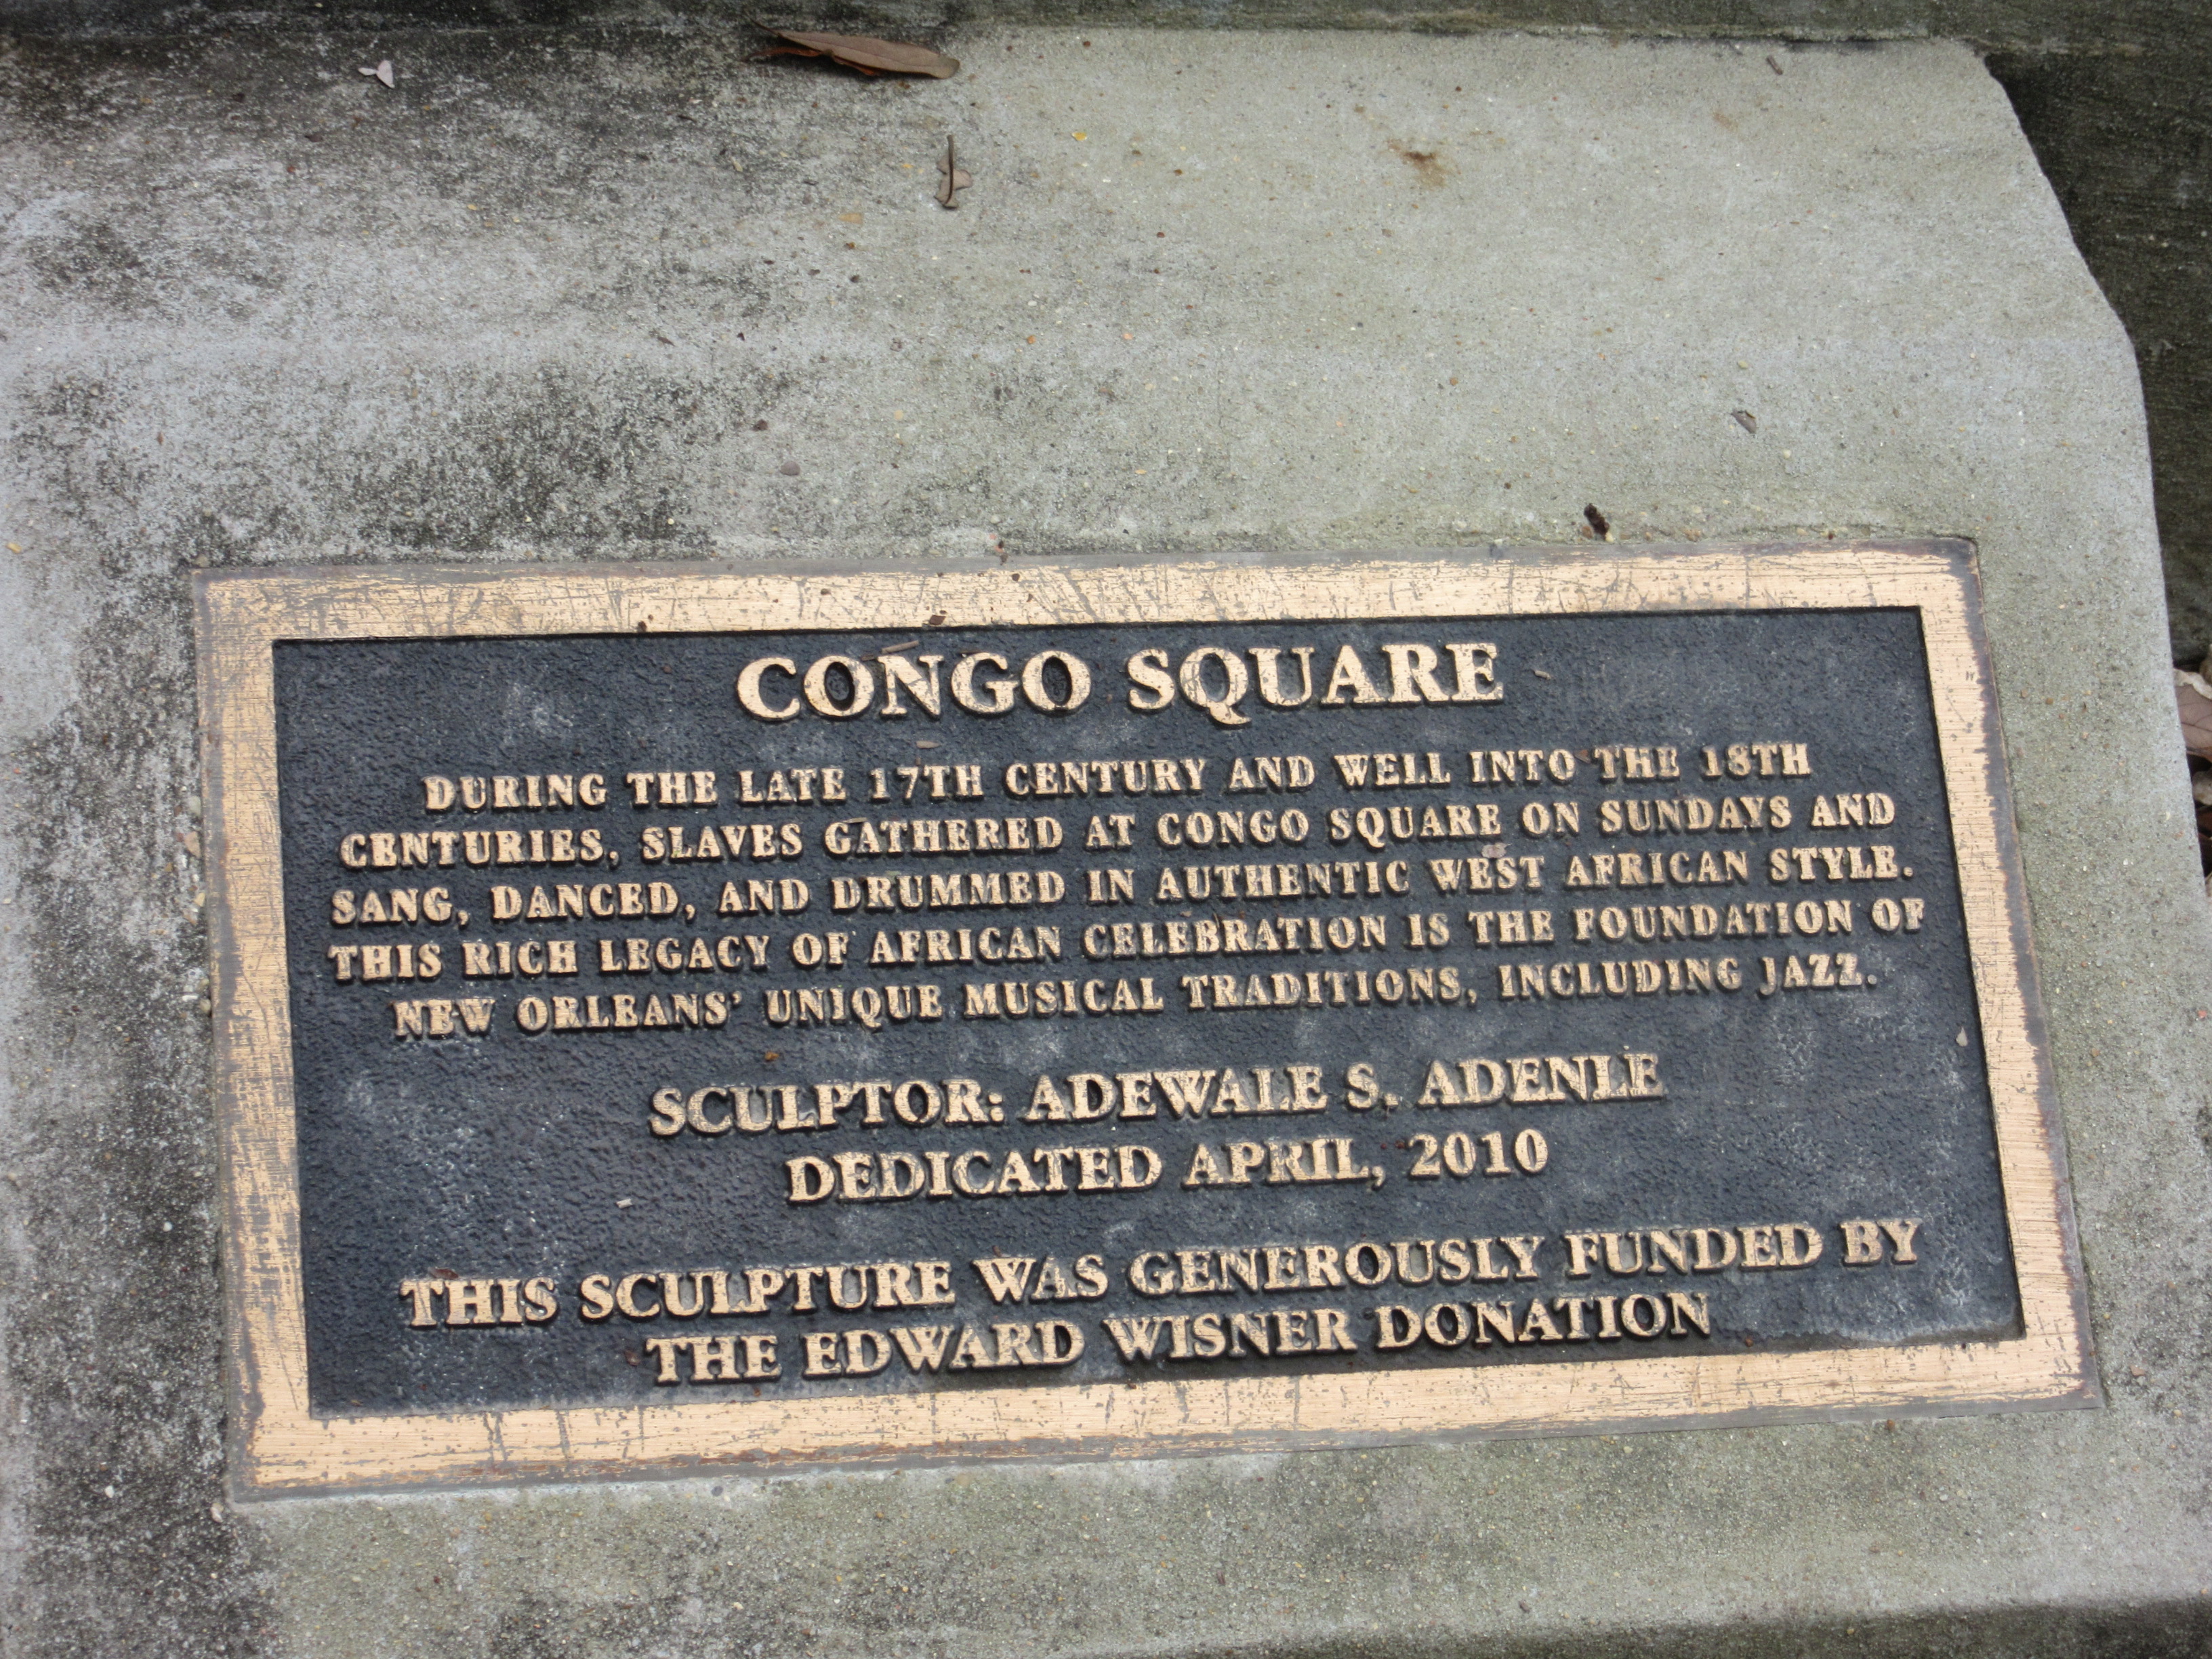 CONGO SQUARE
DURING THE LATE 17TH CENTURY AND WELL INTO THE 18TH
CENTURIES, SLAVES GATHERED AT CONGO SQUARE ON SUNDAYS AND
SANG, DANCED, AND DRUMMED IN AUTHENTIC WEST AFRICAN STYLE.
THIS RICH LEGACY OF AFRICAN CELEBRATION IS THE FOUNDATION OF
NEW ORLEANS' UNIQUE MUSICAL TRADITIONS, INCLUDING JAZZ.
SCULPTOR: ADEWALE S. ADENLE
DEDICATED APRIL, 2010
THIS SCULPTURE WAS GENEROUSLY FUNDED BY
THE EDWARD WISNER DONATION